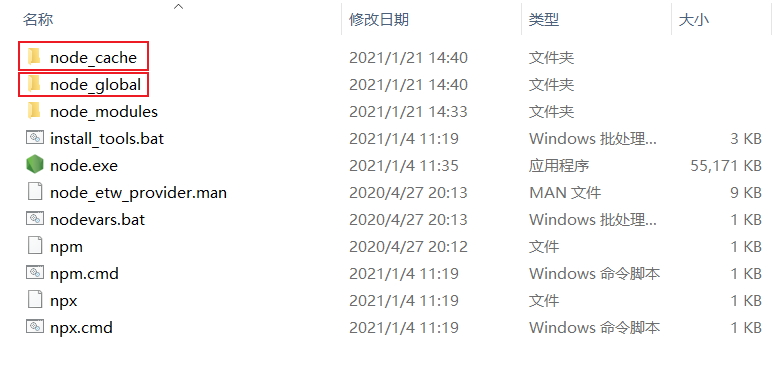 名称 修改日期 类型 大小
node_cache 2021/1/21 14:40 文件夹
node_global 2021/1/21 14:40 文件夹
node_modules 2021/1/21 14:33 文件夹
install_tools.bat 2021/1/4 11:19 Windows 批处理... 3 KB
node.exe 2021/1/4 11:35 应用程序 55,171 KB
node_etw_provider.man 2020/4/27 20:13 MAN 文件 9 KB
nodevars.bat 2020/4/27 20:13 Windows 批处理... 1 KB
npm 2020/4/27 20:12 文件 1 KB
npm.cmd 2021/1/4 11:19 Windows 命令脚本 1 KB
npx 2021/1/4 11:19 文件 1 KB
npx.cmd 2021/1/4 11:19 Windows 命令脚本 1 KB